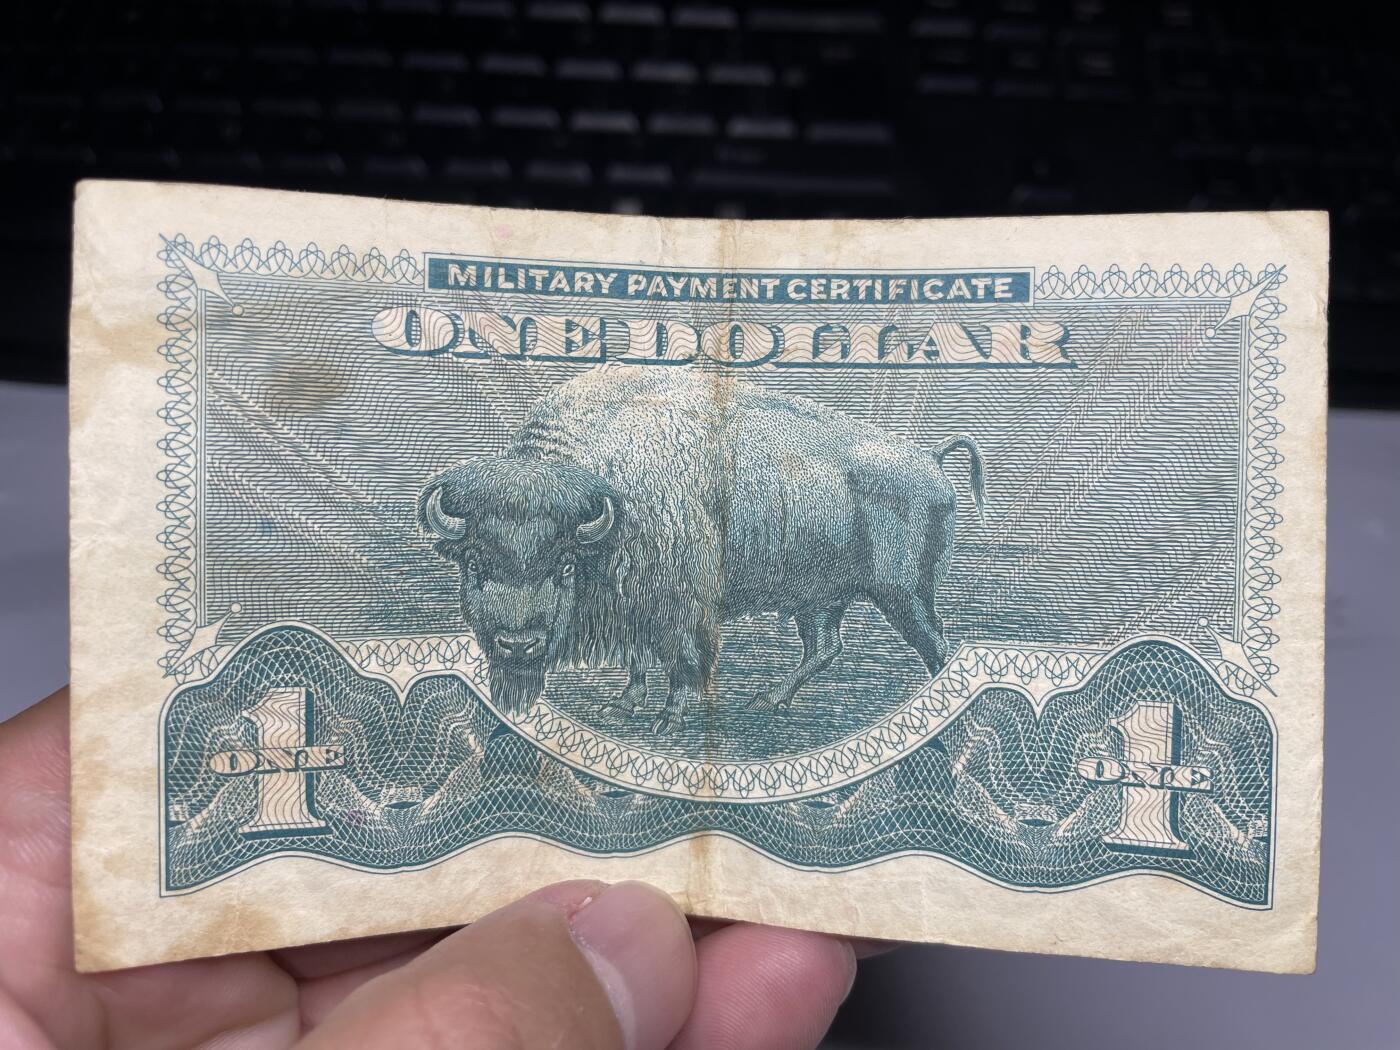 MILITARY PAYMENT CERTIFICATE
ONE DOLLAR
1 ONE
1 ONE